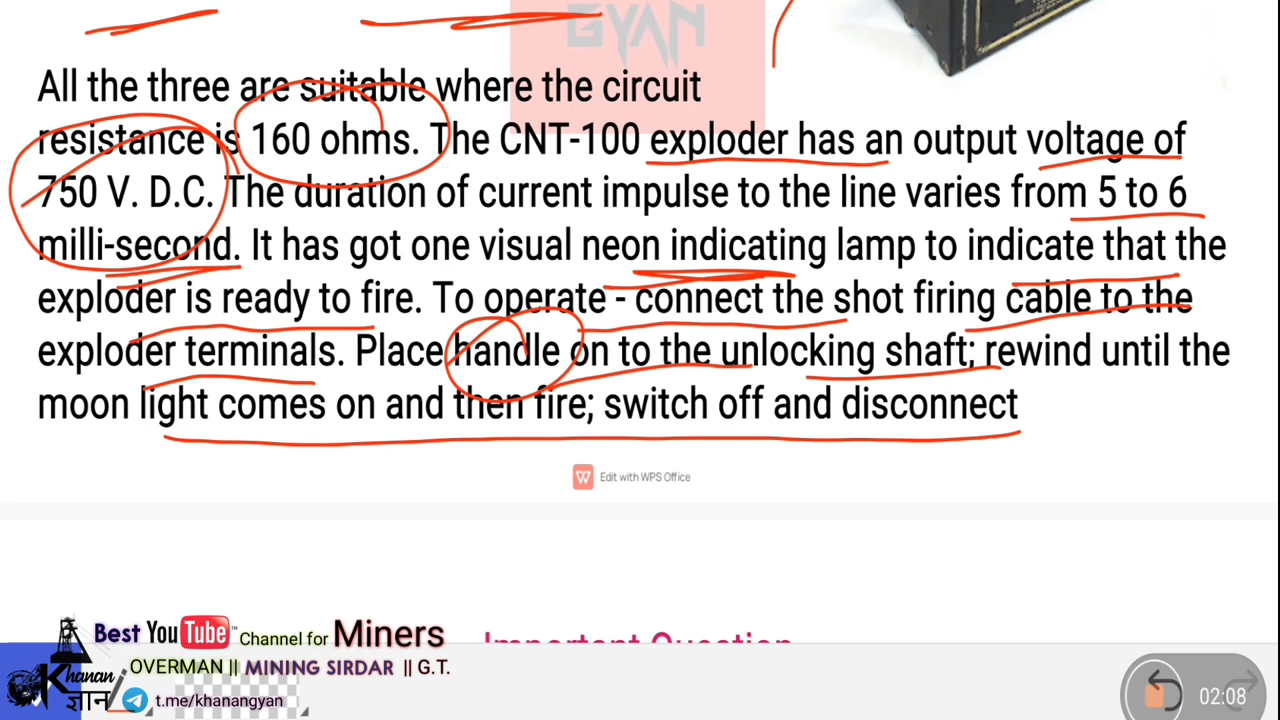 GYAN
All the three are suitable where the circuit
resistance is 160 ohms. The CNT-100 exploder has an output voltage of
750 V. D.C. The duration of current impulse to the line varies from 5 to 6
milli-second. It has got one visual neon indicating lamp to indicate that the
exploder is ready to fire. To operate - connect the shot firing cable to the
exploder terminals. Place handle on to the unlocking shaft; rewind until the
moon light comes on and then fire; switch off and disconnect
W Edit with WPS Office
Important Question
Best YouTube Channel for Miners
OVERMAN || MINING SIRDAR || G.T.
Khanan
ज्ञान t.me/khanangyan
02:08